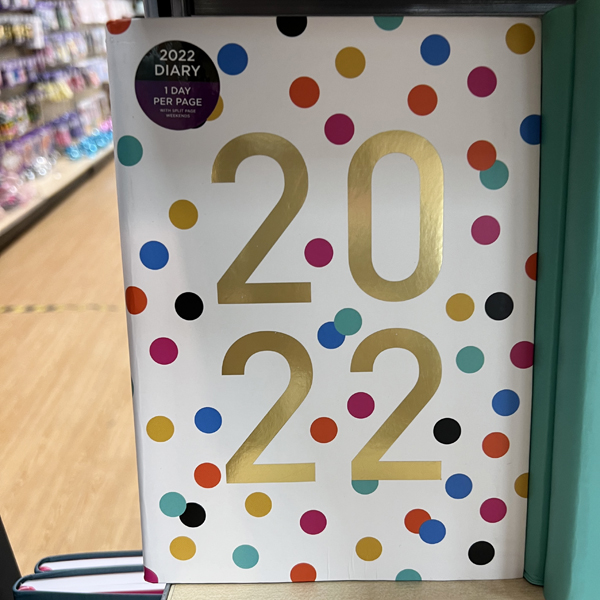 2022
DIARY
1 DAY
PER PAGE
WITH SPLIT PAGE
WEEKENDS
20
22